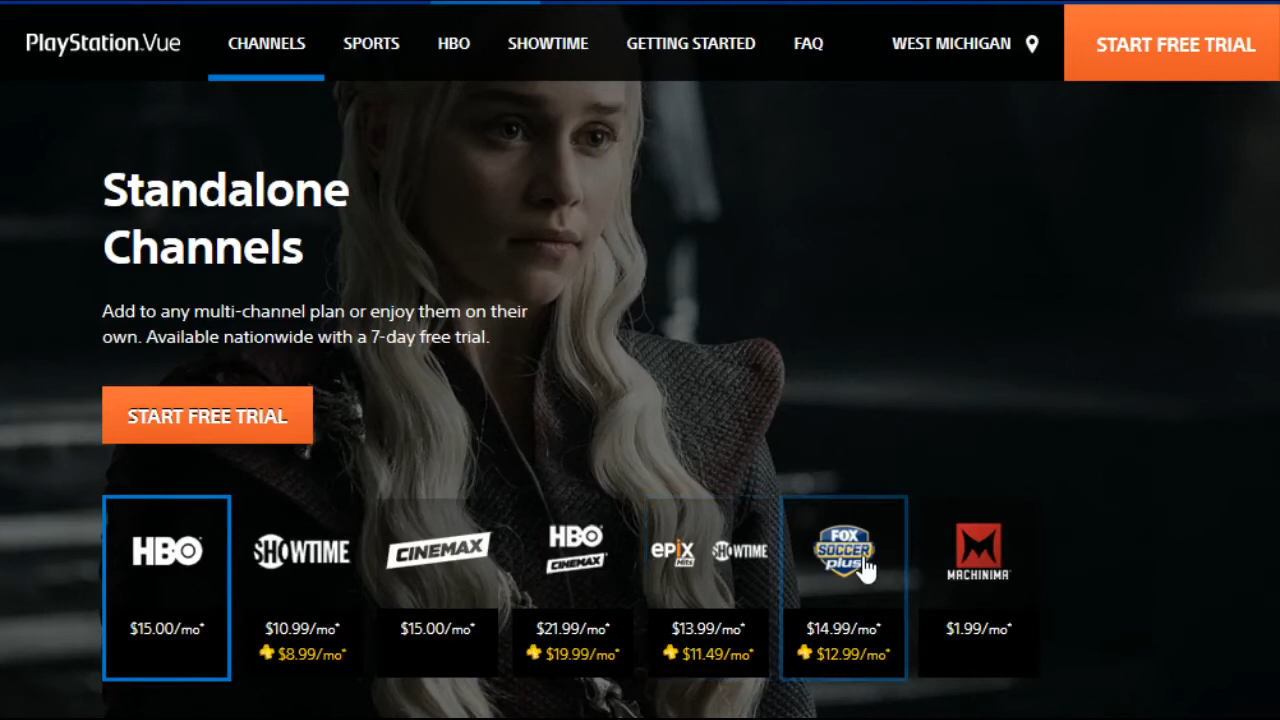 PlayStation.Vue CHANNELS SPORTS HBO SHOWTIME GETTING STARTED FAQ WEST MICHIGAN START FREE TRIAL
Standalone
Channels
Add to any multi-channel plan or enjoy them on their
own. Available nationwide with a 7-day free trial.
START FREE TRIAL
HBO
SHOWTIME
CINEMAX
HBO
CINEMAX
epix
Hits
SHOWTIME
FOX
SOCCER
plus
MACHINIMA
$15.00/mo* $10.99/mo* $15.00/mo* $21.99/mo* $13.99/mo* $14.99/mo* $1.99/mo*
$8.99/mo* $19.99/mo* $11.49/mo* $12.99/mo*